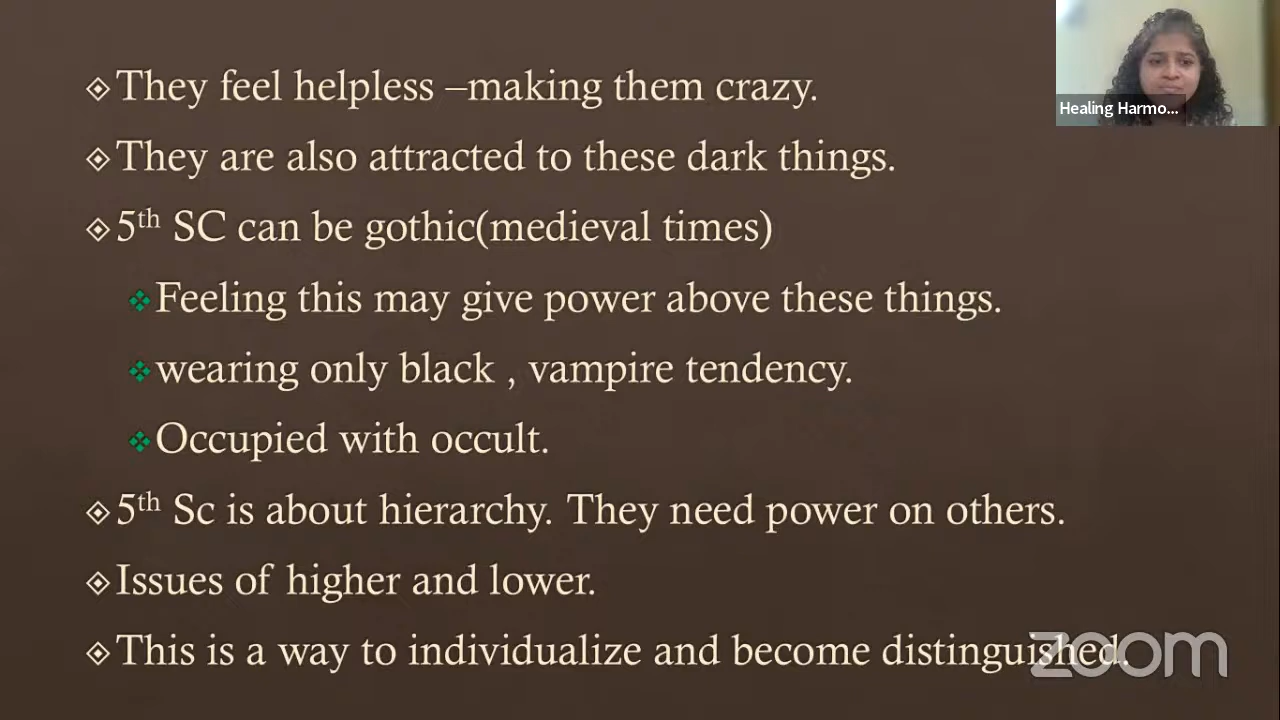 They feel helpless –making them crazy.
They are also attracted to these dark things.
5th SC can be gothic(medieval times)
Feeling this may give power above these things.
wearing only black , vampire tendency.
Occupied with occult.
5th Sc is about hierarchy. They need power on others.
Issues of higher and lower.
This is a way to individualize and become distinguished.
Healing Harmo...
zoom